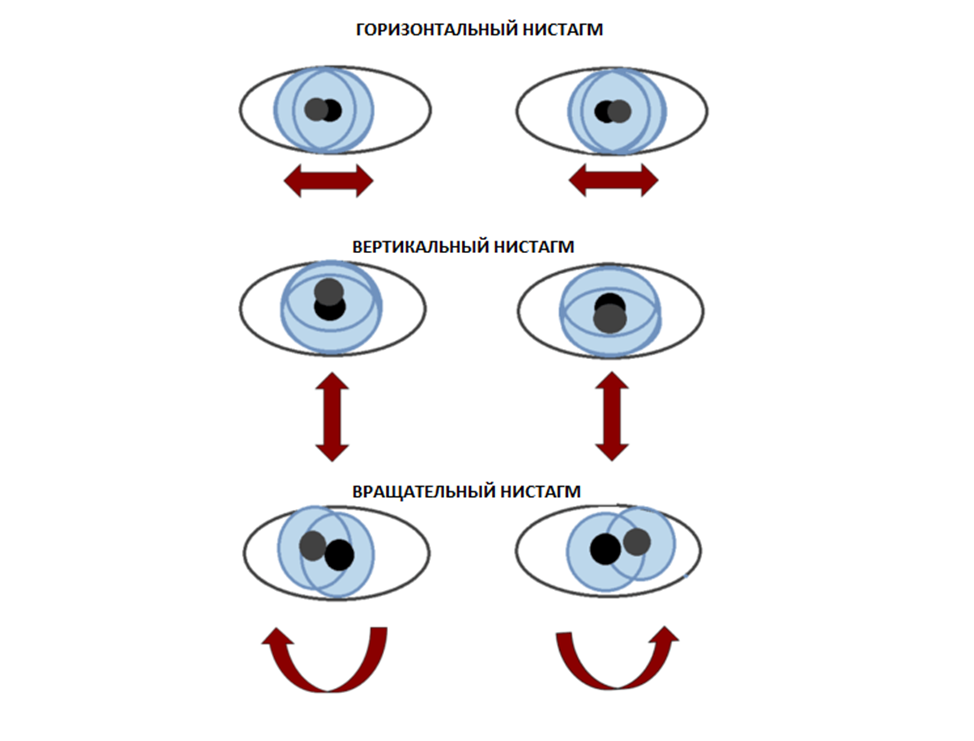 ГОРИЗОНТАЛЬНЫЙ НИСТАГМ
ВЕРТИКАЛЬНЫЙ НИСТАГМ
ВРАЩАТЕЛЬНЫЙ НИСТАГМ